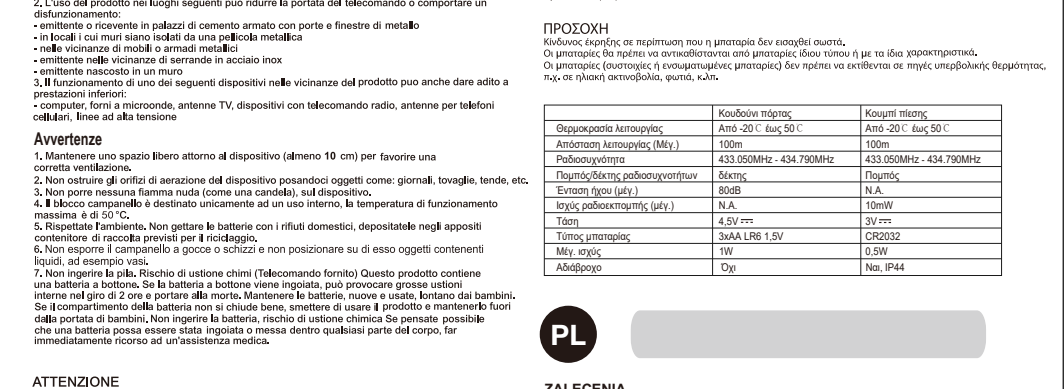 2. L'uso del prodotto nei luoghi seguenti può ridurre la portata del telecomando o comportare un
disfunzionamento:
- emittente o ricevente in palazzi di cemento armato con porte e finestre di metallo
- in locali i cui muri siano isolati da una pellicola metallica
- nelle vicinanze di mobili o armadi metallici
- emittente nelle vicinanze di serrande in acciaio inox
- emittente nascosto in un muro
3. Il funzionamento di uno dei seguenti dispositivi nelle vicinanze del prodotto puo anche dare adito a
prestazioni inferiori:
- computer, forni a microonde, antenne TV, dispositivi con telecomando radio, antenne per telefoni
cellulari, linee ad alta tensione
Avvertenze
1. Mantenere uno spazio libero attorno al dispositivo (almeno 10 cm) per favorire una
corretta ventilazione.
2. Non ostruire gli orifizi di aerazione del dispositivo posandoci oggetti come: giornali, tovaglie, tende, etc.
3. Non porre nessuna fiamma nuda (come una candela), sul dispositivo.
4. Il blocco campanello è destinato unicamente ad un uso interno, la temperatura di funzionamento
massima è di 50°C.
5. Rispettate l'ambiente. Non gettare le batterie con i rifiuti domestici, depositatele negli appositi
contenitore di raccolta previsti per il riciclaggio.
6. Non esporre il campanello a gocce o schizzi e non posizionare su di esso oggetti contenenti
liquidi, ad esempio vasi.
7. Non ingerire la pila. Rischio di ustione chimi (Telecomando fornito) Questo prodotto contiene
una batteria a bottone. Se la batteria a bottone viene ingoiata, può provocare grosse ustioni
interne nel giro di 2 ore e portare alla morte. Mantenere le batterie, nuove e usate, lontano dai bambini.
Se il compartimento della batteria non si chiude bene, smettere di usare il prodotto e mantenerlo fuori
dalla portata di bambini. Non ingerire la batteria, rischio di ustione chimica Se pensate possibile
che una batteria possa essere stata ingoiata o messa dentro qualsiasi parte del corpo, far
immediatamente ricorso ad un'assistenza medica.
ATTENZIONE
ΠΡΟΣΟΧΗ
Κίνδυνος έκρηξης σε περίπτωση που η μπαταρία δεν εισαχθεί σωστά.
Οι μπαταρίες θα πρέπει να αντικαθίστανται από μπαταρίες ίδιου τύπου ή με τα ίδια χαρακτηριστικά.
Οι μπαταρίες (συστοιχίες ή ενσωματωμένες μπαταρίες) δεν πρέπει να εκτίθενται σε πηγές υπερβολικής θερμότητας,
π.χ. σε ηλιακή ακτινοβολία, φωτιά, κ.λπ.
Κουδούνι πόρτας Κουμπί πίεσης
Θερμοκρασία λειτουργίας Από -20℃ έως 50℃ Από -20℃ έως 50℃
Απόσταση λειτουργίας (Μέγ.) 100m 100m
Ραδιοσυχνότητα 433.050MHz - 434.790MHz 433.050MHz - 434.790MHz
Πομπός/δέκτης ραδιοσυχνοτήτων δέκτης Πομπός
Ένταση ήχου (μέγ.) 80dB N.A.
Ισχύς ραδιοεκπομπής (μέγ.) N.A. 10mW
Τάση 4,5V ⎓ 3V ⎓
Τύπος μπαταρίας 3xAA LR6 1,5V CR2032
Μέγ. ισχύς 1W 0,5W
Αδιάβροχο Όχι Ναι, IP44
PL
ZALECENIA